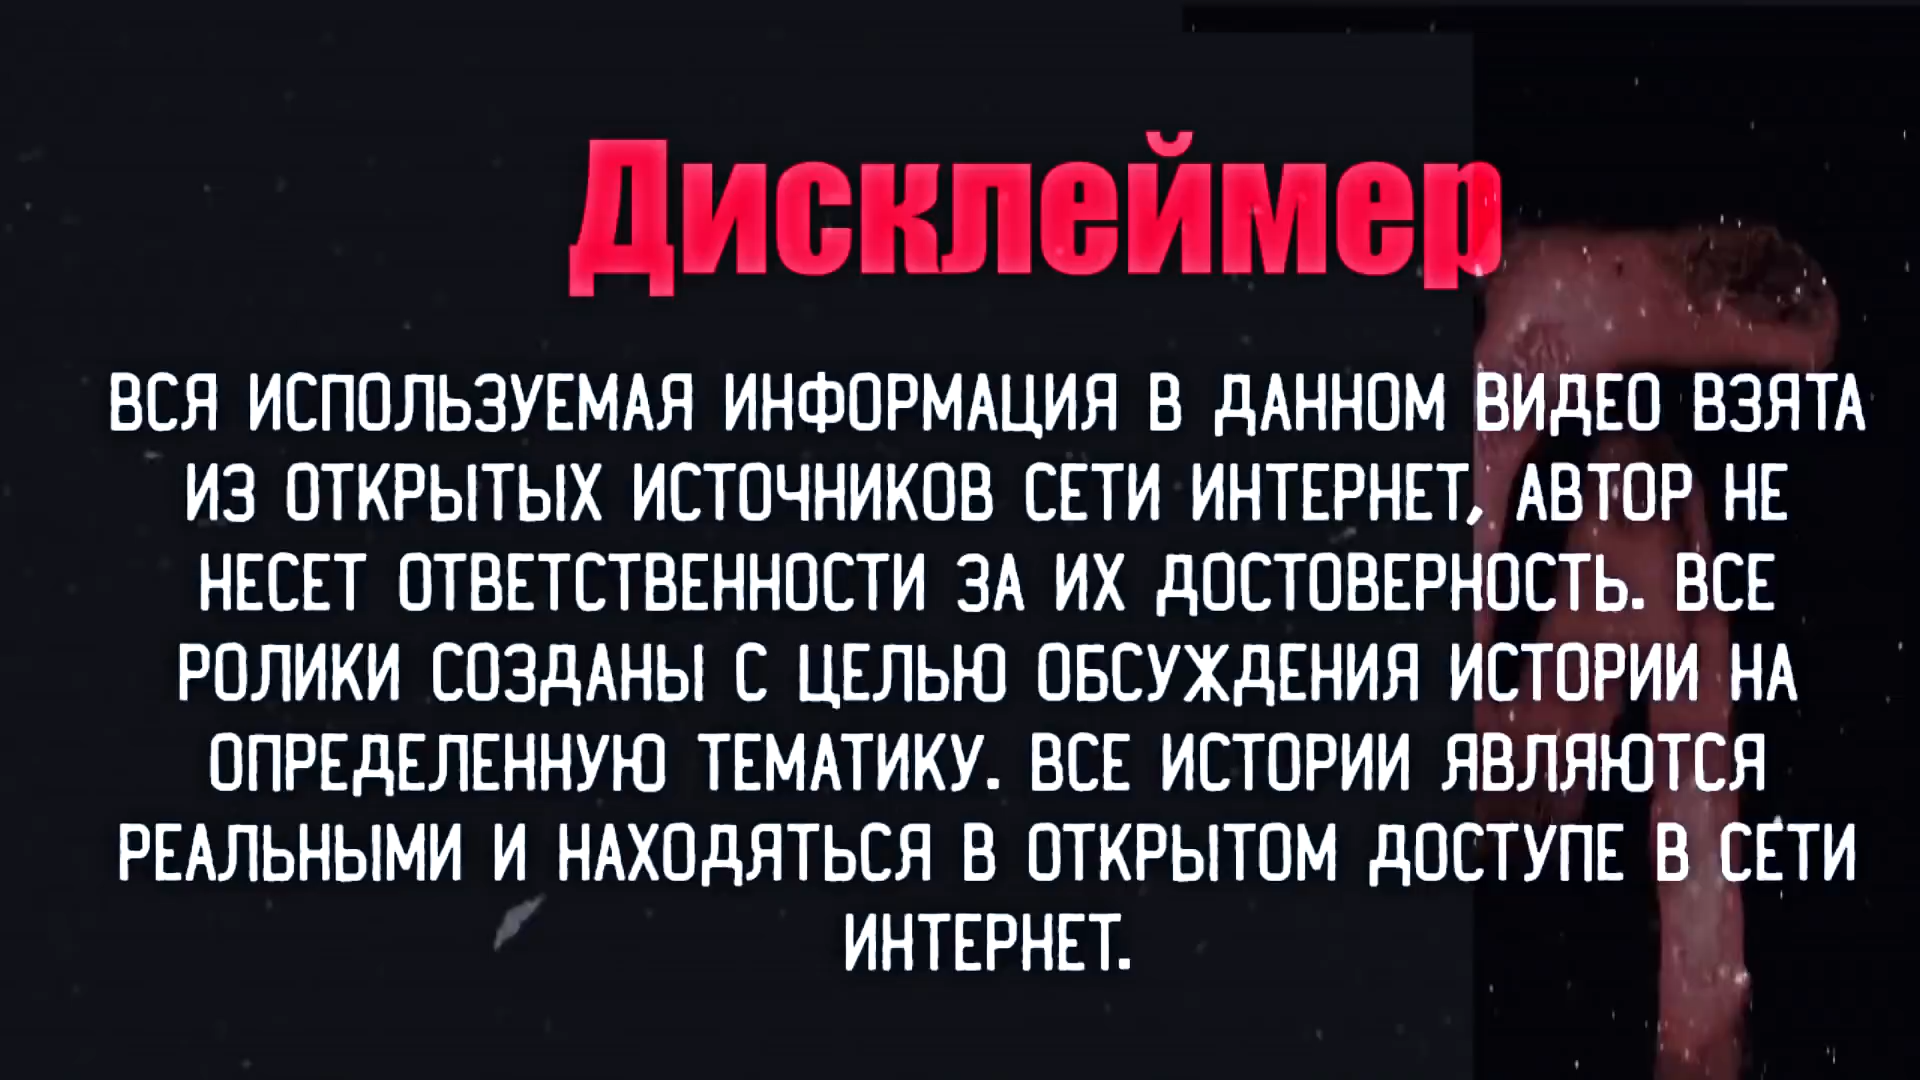 Дисклеймер
ВСЯ ИСПОЛЬЗУЕМАЯ ИНФОРМАЦИЯ В ДАННОМ ВИДЕО ВЗЯТА
ИЗ ОТКРЫТЫХ ИСТОЧНИКОВ СЕТИ ИНТЕРНЕТ, АВТОР НЕ
НЕСЕТ ОТВЕТСТВЕННОСТИ ЗА ИХ ДОСТОВЕРНОСТЬ. ВСЕ
РОЛИКИ СОЗДАНЫ С ЦЕЛЬЮ ОБСУЖДЕНИЯ ИСТОРИИ НА
ОПРЕДЕЛЕННУЮ ТЕМАТИКУ. ВСЕ ИСТОРИИ ЯВЛЯЮТСЯ
РЕАЛЬНЫМИ И НАХОДЯТЬСЯ В ОТКРЫТОМ ДОСТУПЕ В СЕТИ
ИНТЕРНЕТ.